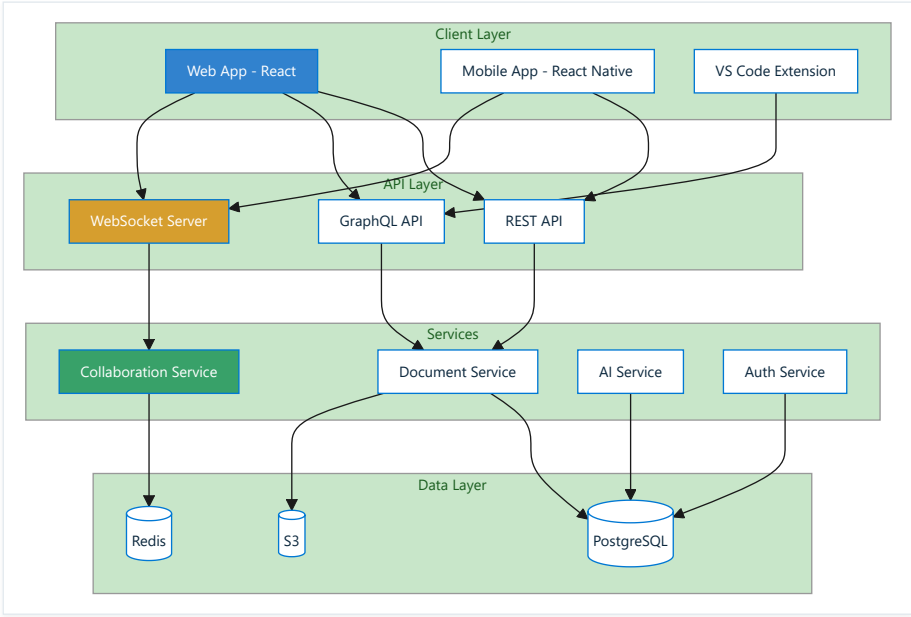 Client Layer
Web App - React
Mobile App - React Native
VS Code Extension
API Layer
WebSocket Server
GraphQL API
REST API
Services
Collaboration Service
Document Service
AI Service
Auth Service
Data Layer
Redis
S3
PostgreSQL